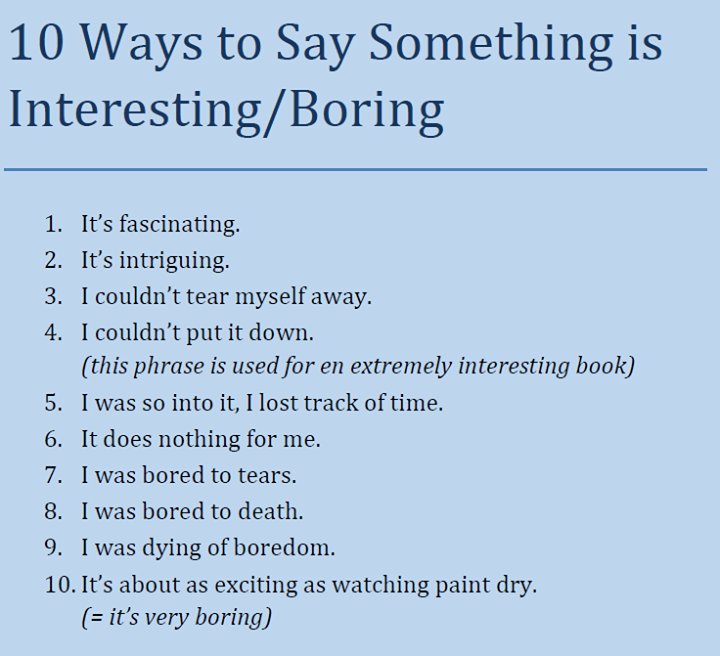 10 Ways to Say Something is
Interesting/Boring
1. It's fascinating.
2. It's intriguing.
3. I couldn't tear myself away.
4. I couldn't put it down.
(this phrase is used for en extremely interesting book)
5. I was so into it, I lost track of time.
6. It does nothing for me.
7. I was bored to tears.
8. I was bored to death.
9. I was dying of boredom.
10. It's about as exciting as watching paint dry.
(= it's very boring)